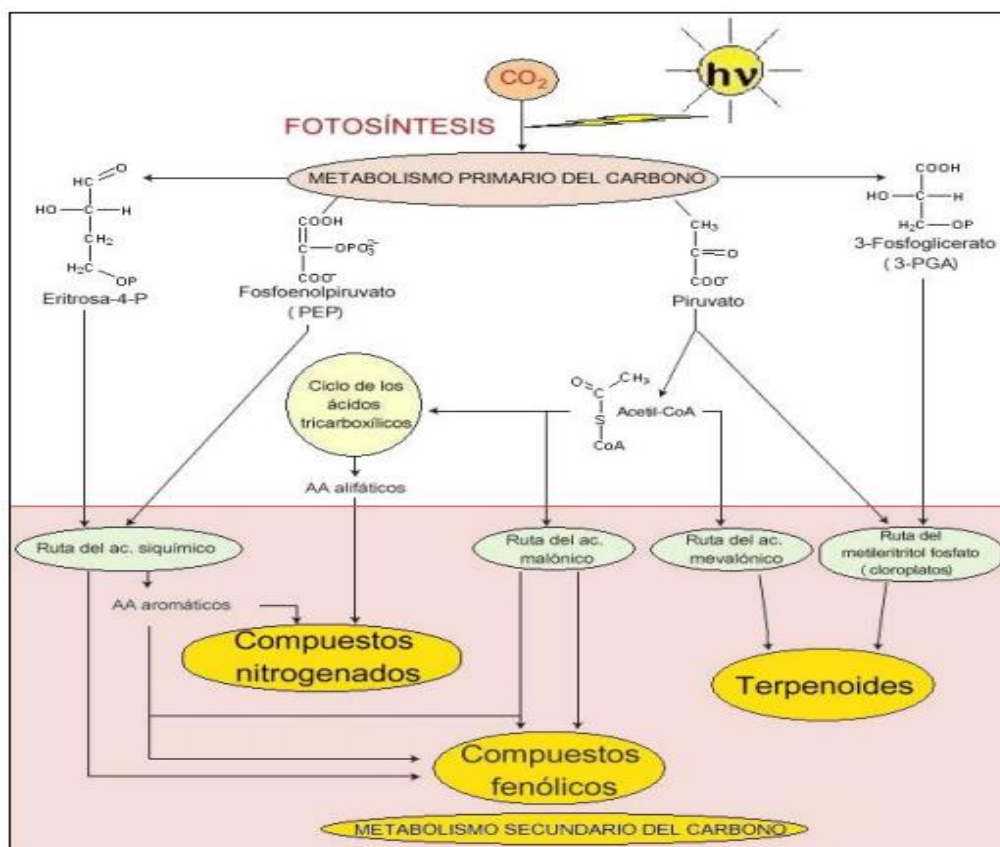 CO₂
hν
FOTOSÍNTESIS
METABOLISMO PRIMARIO DEL CARBONO
HC
O
HO
C
H
CH₂
H₂C
OP
Eritrosa-4-P
COOH
C
OPO₃²⁻
COO⁻
Fosfoenolpiruvato
(PEP)
CH₃
C
O
COO⁻
Piruvato
COOH
HO
C
H
H₂C
OP
3-Fosfoglicerato
(3-PGA)
Ciclo de los
ácidos
tricarboxílicos
O
CH₃
C
S
CoA
Acetil-CoA
AA alifáticos
Ruta del ac. siquímico
Ruta del ac.
malónico
Ruta del ac.
mevalónico
Ruta del
metileritritol fosfato
(cloroplatos)
AA aromáticos
Compuestos
nitrogenados
Terpenoides
Compuestos
fenólicos
METABOLISMO SECUNDARIO DEL CARBONO